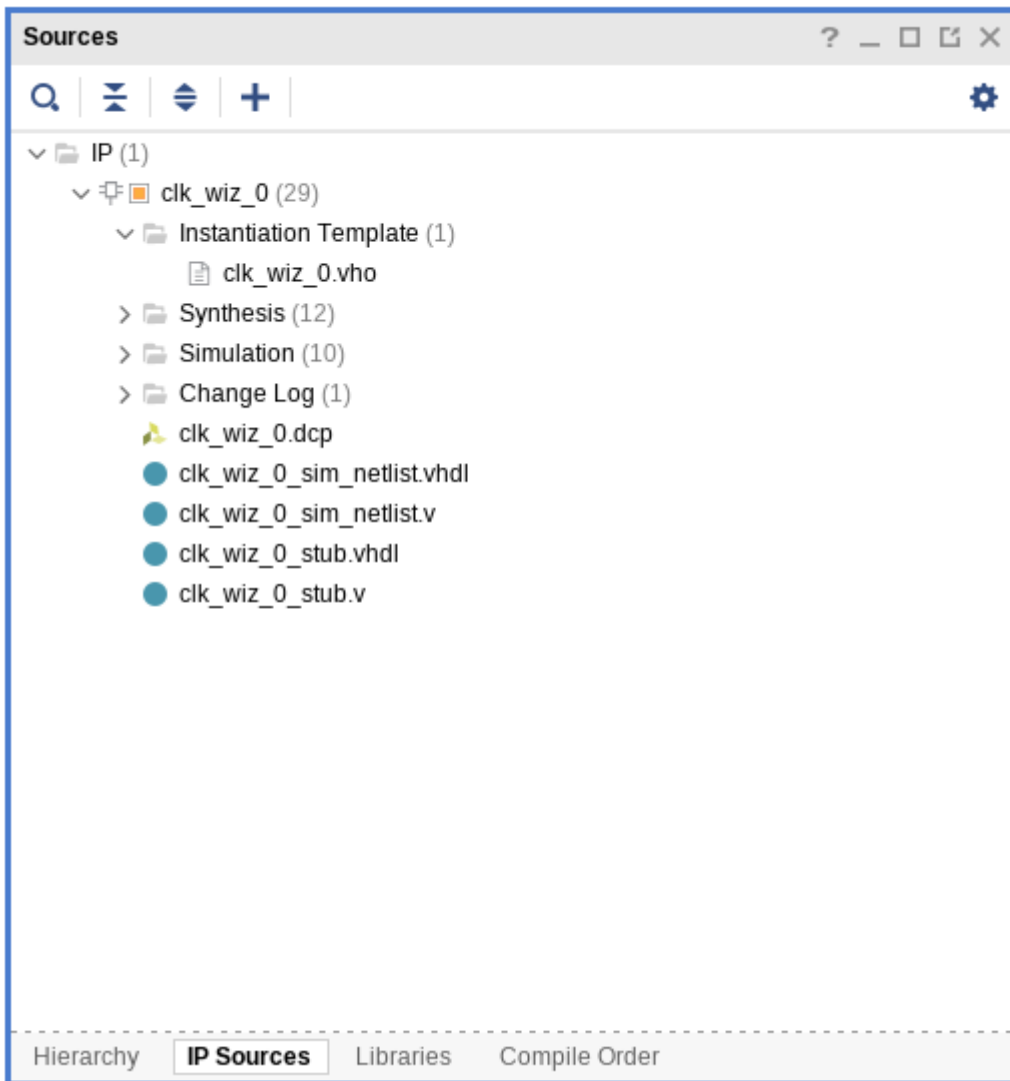 Sources
IP (1)
clk_wiz_0 (29)
Instantiation Template (1)
clk_wiz_0.vho
Synthesis (12)
Simulation (10)
Change Log (1)
clk_wiz_0.dcp
clk_wiz_0_sim_netlist.vhdl
clk_wiz_0_sim_netlist.v
clk_wiz_0_stub.vhdl
clk_wiz_0_stub.v
Hierarchy IP Sources Libraries Compile Order